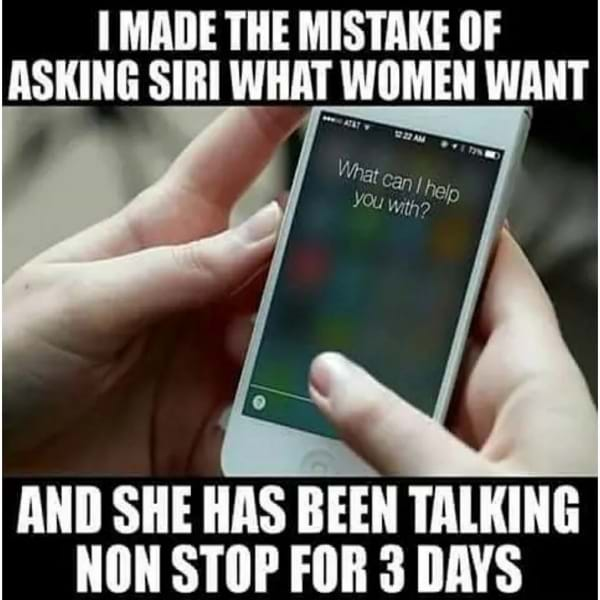 I MADE THE MISTAKE OF
ASKING SIRI WHAT WOMEN WANT
AT&T 12:22 AM 73%
What can I help
you with?
?
AND SHE HAS BEEN TALKING
NON STOP FOR 3 DAYS